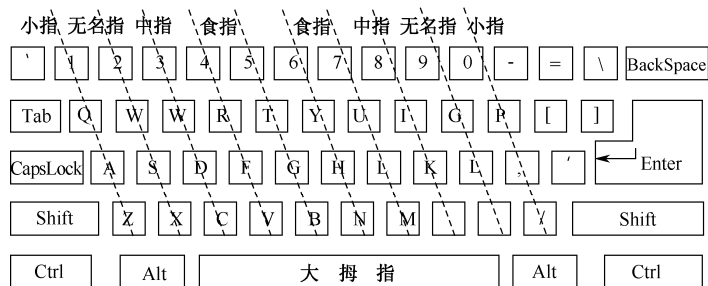 小指 无名指 中指 食指 食指 中指 无名指 小指
` 1 2 3 4 5 6 7 8 9 0 - = \ BackSpace
Tab Q W W R T Y U I G P [ ]
CapsLock A S D F G H L K L ; ' Enter
Shift Z X C V B N M . . / Shift
Ctrl Alt 大拇指 Alt Ctrl